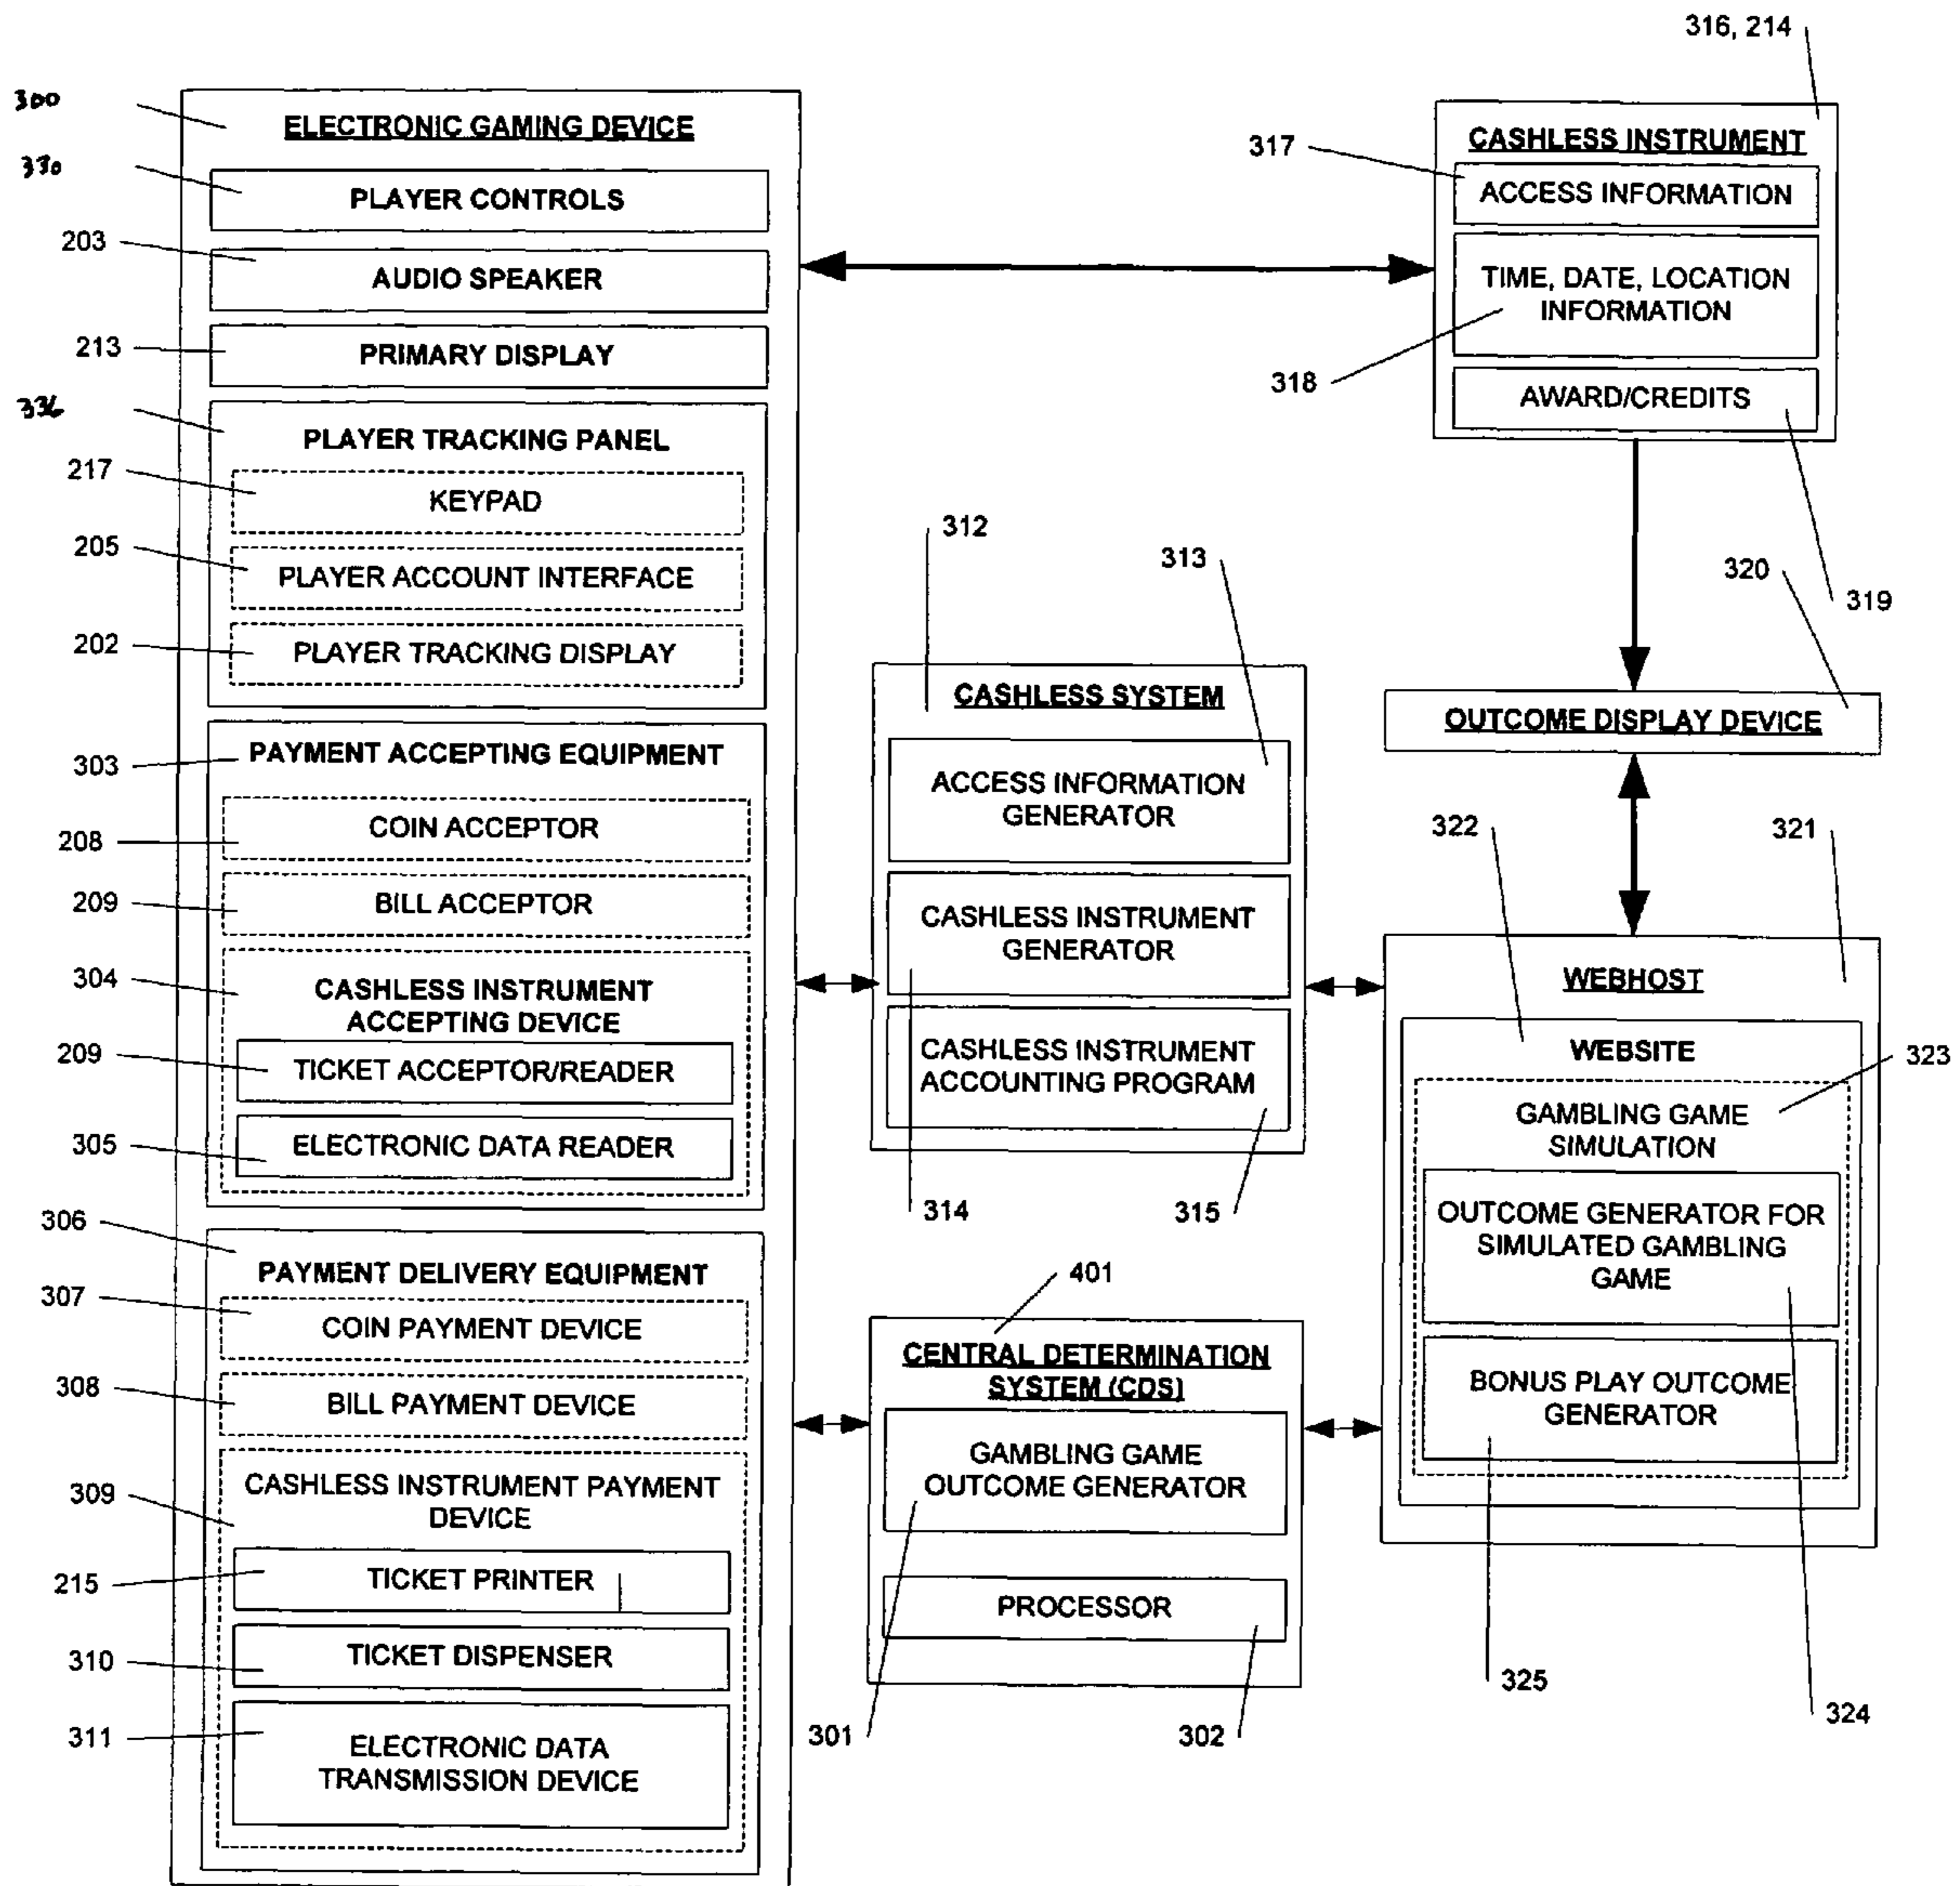 300
ELECTRONIC GAMING DEVICE
330
PLAYER CONTROLS
203
AUDIO SPEAKER
213
PRIMARY DISPLAY
336
PLAYER TRACKING PANEL
217
KEYPAD
205
PLAYER ACCOUNT INTERFACE
202
PLAYER TRACKING DISPLAY
303
PAYMENT ACCEPTING EQUIPMENT
208
COIN ACCEPTOR
209
BILL ACCEPTOR
304
CASHLESS INSTRUMENT
ACCEPTING DEVICE
209
TICKET ACCEPTOR/READER
305
ELECTRONIC DATA READER
306
PAYMENT DELIVERY EQUIPMENT
307
COIN PAYMENT DEVICE
308
BILL PAYMENT DEVICE
309
CASHLESS INSTRUMENT PAYMENT
DEVICE
215
TICKET PRINTER
310
TICKET DISPENSER
311
ELECTRONIC DATA
TRANSMISSION DEVICE
312
CASHLESS SYSTEM
313
ACCESS INFORMATION
GENERATOR
CASHLESS INSTRUMENT
GENERATOR
CASHLESS INSTRUMENT
ACCOUNTING PROGRAM
314
315
401
CENTRAL DETERMINATION
SYSTEM (CDS)
GAMBLING GAME
OUTCOME GENERATOR
PROCESSOR
301
302
316, 214
CASHLESS INSTRUMENT
317
ACCESS INFORMATION
TIME, DATE, LOCATION
INFORMATION
318
AWARD/CREDITS
319
320
OUTCOME DISPLAY DEVICE
322
321
WEBHOST
WEBSITE
323
GAMBLING GAME
SIMULATION
OUTCOME GENERATOR FOR
SIMULATED GAMBLING
GAME
BONUS PLAY OUTCOME
GENERATOR
325
324